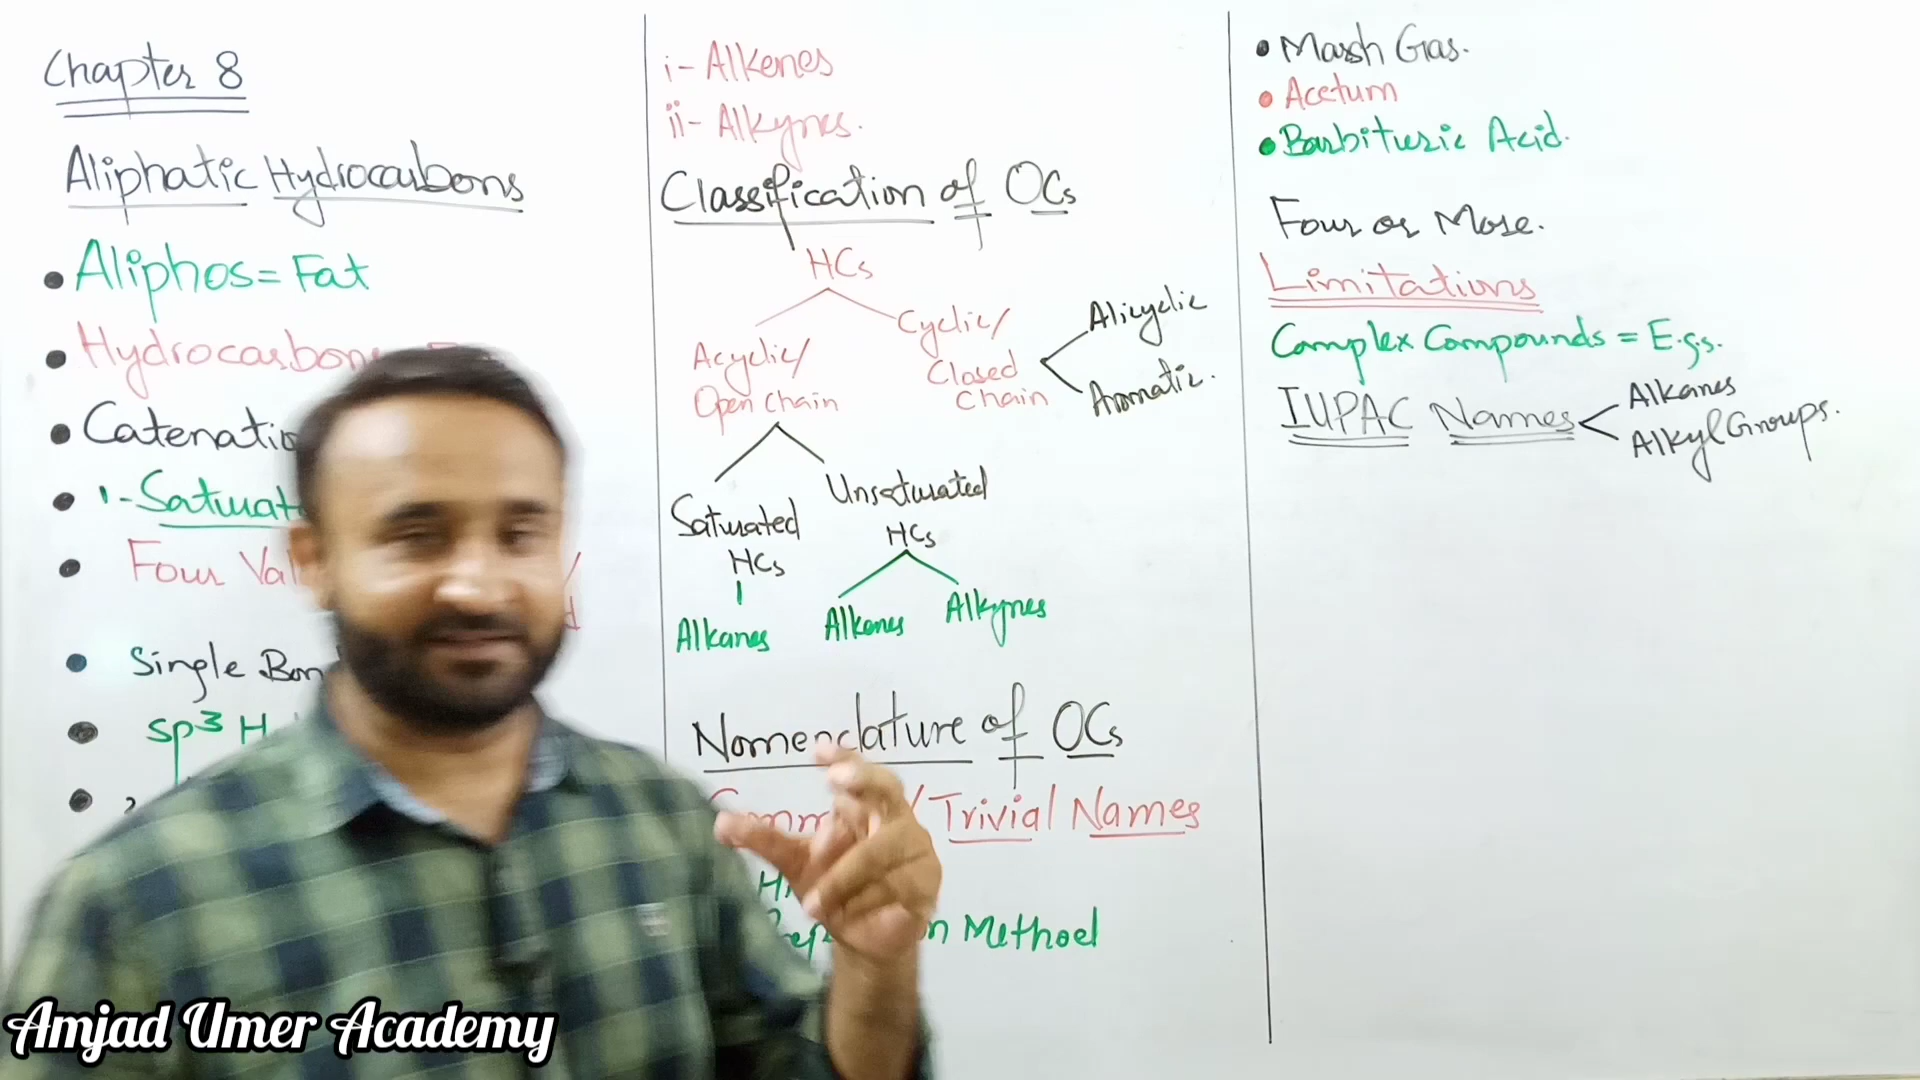 Chapter 8
Aliphatic Hydrocarbons
• Aliphos = Fat
• Hydrocarbon
• Catenatio
• 1- Saturat
• Four Val
• Single Bon
• sp³ H
•
i- Alkenes
ii- Alkynes.
Classification of OCs
HCs
Acyclic/
Open Chain
Cyclic/
Closed
Chain
Alicyclic
Aromatic.
Saturated
HCs
Alkanes
Unsaturated
HCs
Alkenes
Alkynes
Nomenclature of OCs
/ Trivial Names
n Method
• Marsh Gas.
• Acetum
• Barbituric Acid.
Four or More.
Limitations
Complex Compounds = E.g.s.
IUPAC Names
Alkanes
Alkyl Groups.
Amjad Umer Academy